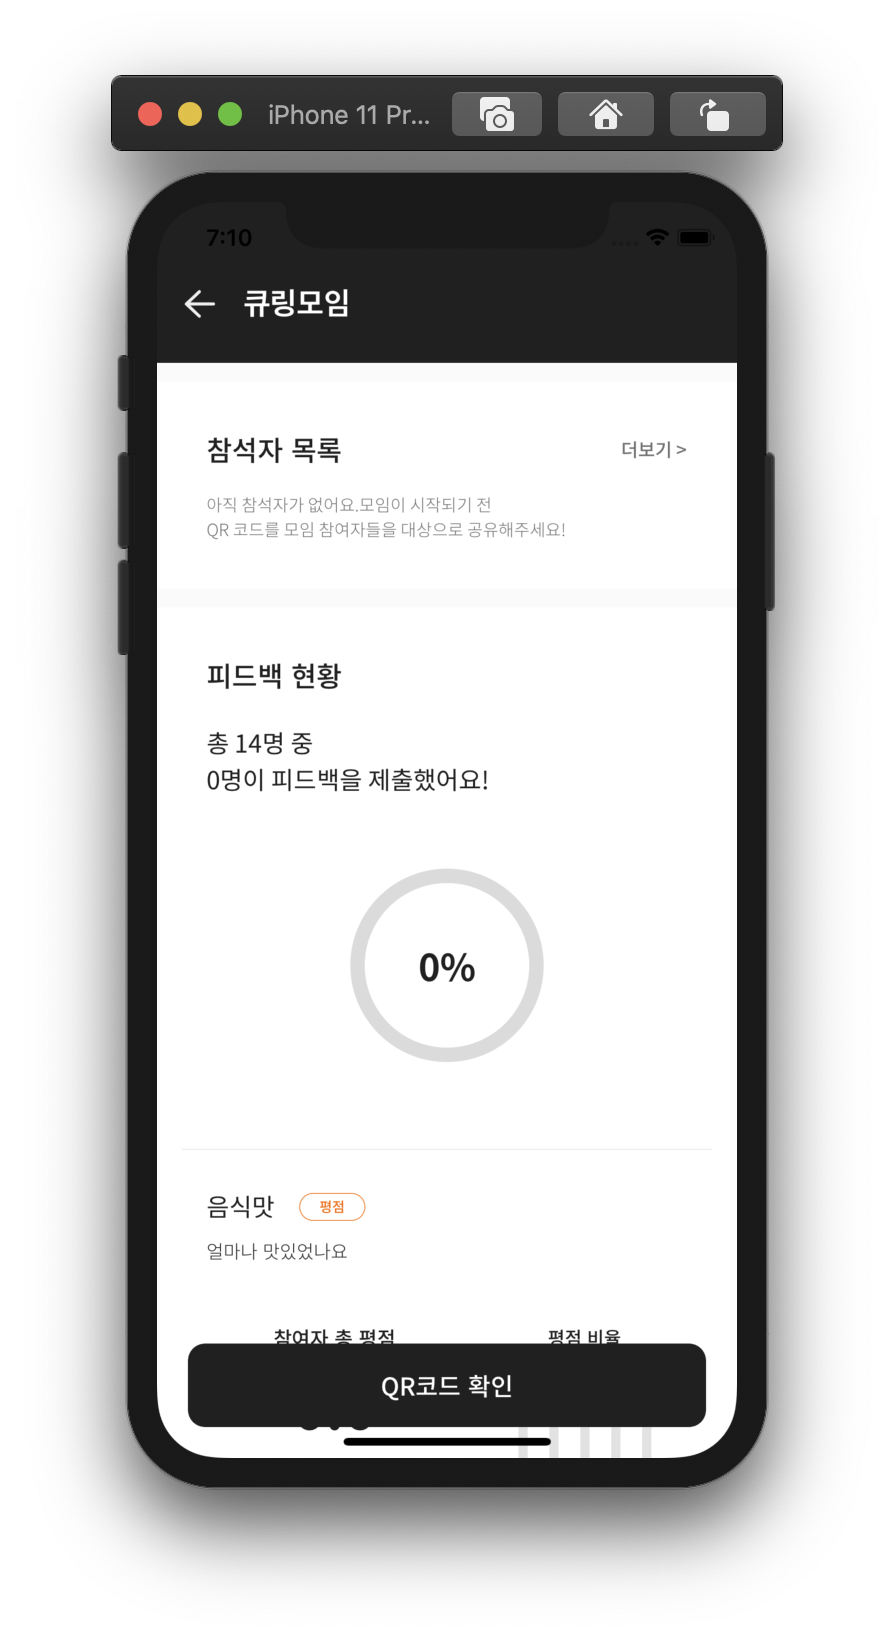 iPhone 11 Pr...
7:10
큐링모임
참석자 목록
더보기 >
아직 참석자가 없어요.모임이 시작되기 전
QR 코드를 모임 참여자들을 대상으로 공유해주세요!
피드백 현황
총 14명 중
0명이 피드백을 제출했어요!
0%
음식맛
평점
얼마나 맛있었나요
참여자 총 평점
평점 비율
QR코드 확인